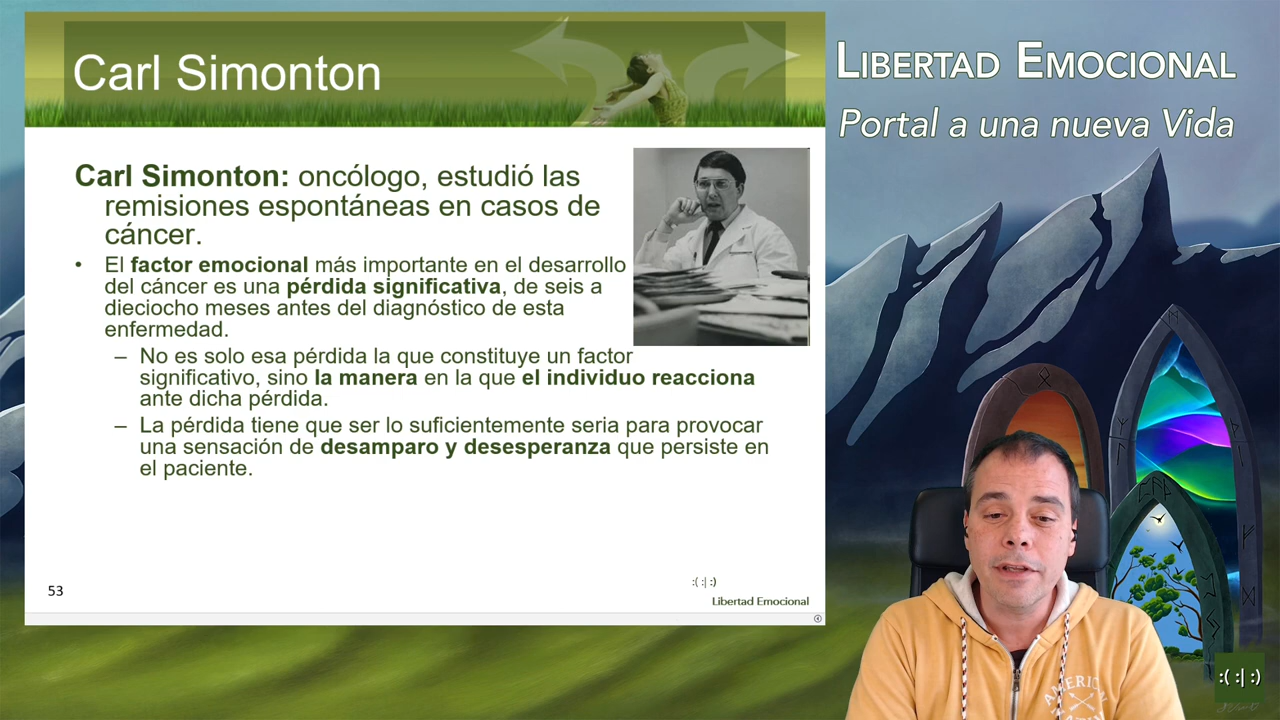 Carl Simonton
LIBERTAD EMOCIONAL
Portal a una nueva Vida
Carl Simonton: oncólogo, estudió las
remisiones espontáneas en casos de
cáncer.
• El factor emocional más importante en el desarrollo
del cáncer es una pérdida significativa, de seis a
dieciocho meses antes del diagnóstico de esta
enfermedad.
– No es solo esa pérdida la que constituye un factor
significativo, sino la manera en la que el individuo reacciona
ante dicha pérdida.
– La pérdida tiene que ser lo suficientemente seria para provocar
una sensación de desamparo y desesperanza que persiste en
el paciente.
53
:( :| :)
Libertad Emocional
:( :| :)